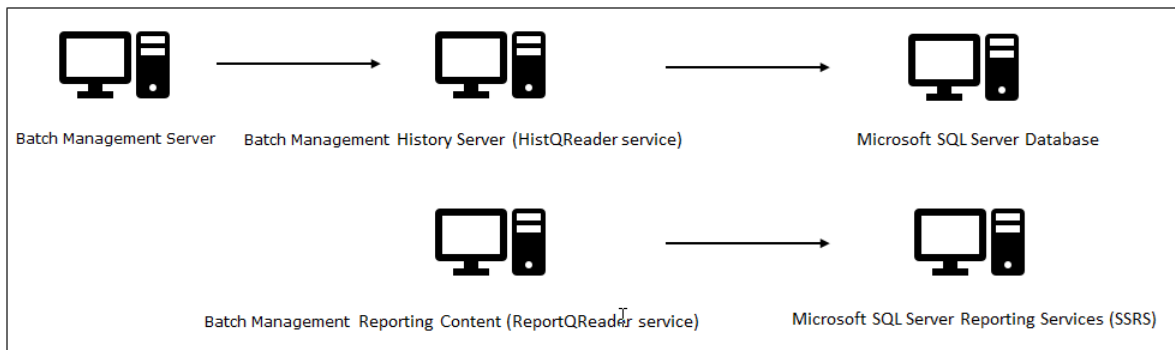 Batch Management Server
Batch Management History Server (HistQReader service)
Microsoft SQL Server Database
Batch Management Reporting Content (ReportQReader service)
Microsoft SQL Server Reporting Services (SSRS)